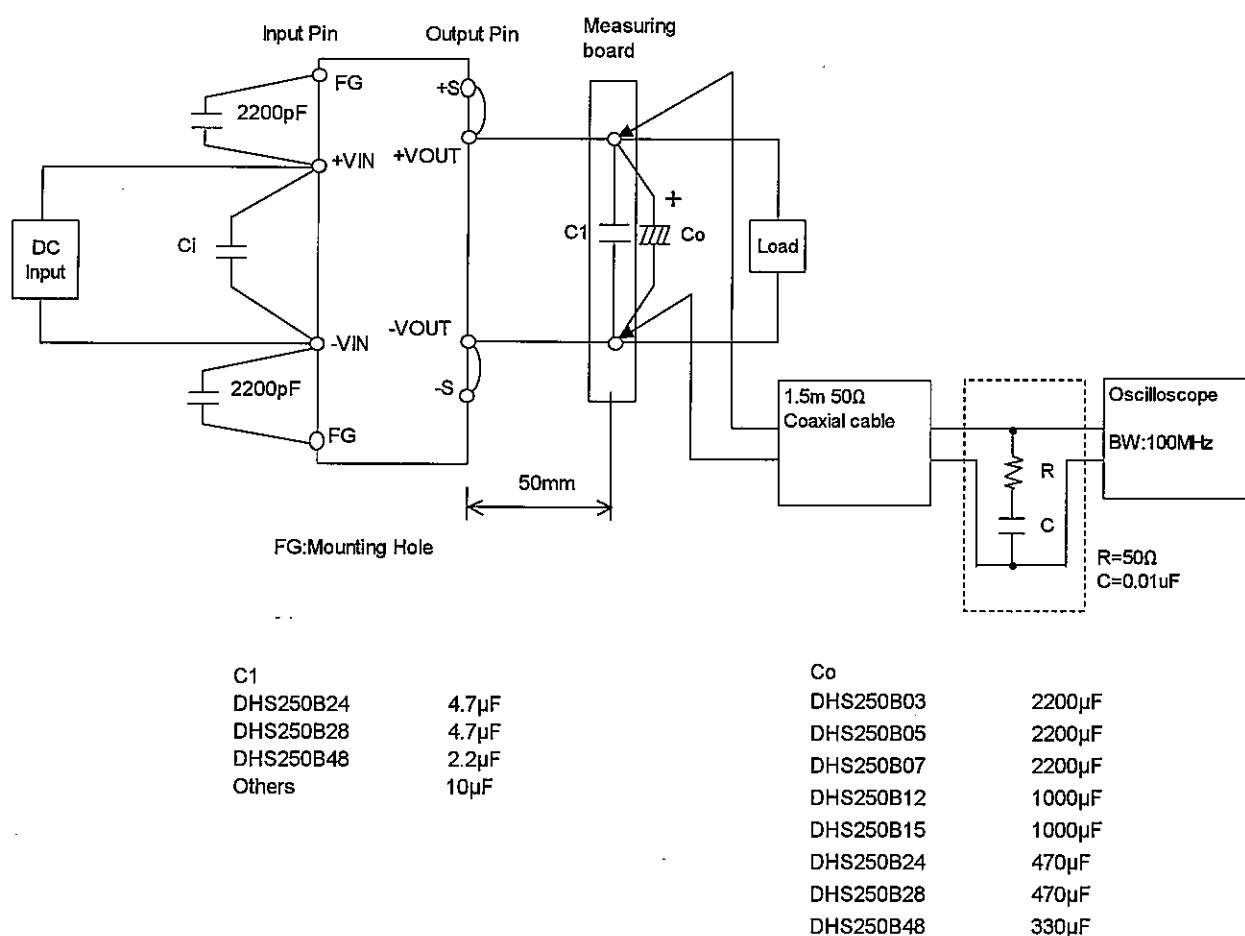 Input Pin
Output Pin
Measuring
board
FG
+S
2200pF
+VIN
+VOUT
+
DC
Input
Ci
C1
Co
Load
-VOUT
-VIN
2200pF
-S
FG
1.5m 50Ω
Coaxial cable
Oscilloscope
BW:100MHz
R
C
50mm
FG:Mounting Hole
R=50Ω
C=0.01uF
C1
DHS250B24 4.7µF
DHS250B28 4.7µF
DHS250B48 2.2µF
Others 10µF
Co
DHS250B03 2200µF
DHS250B05 2200µF
DHS250B07 2200µF
DHS250B12 1000µF
DHS250B15 1000µF
DHS250B24 470µF
DHS250B28 470µF
DHS250B48 330µF